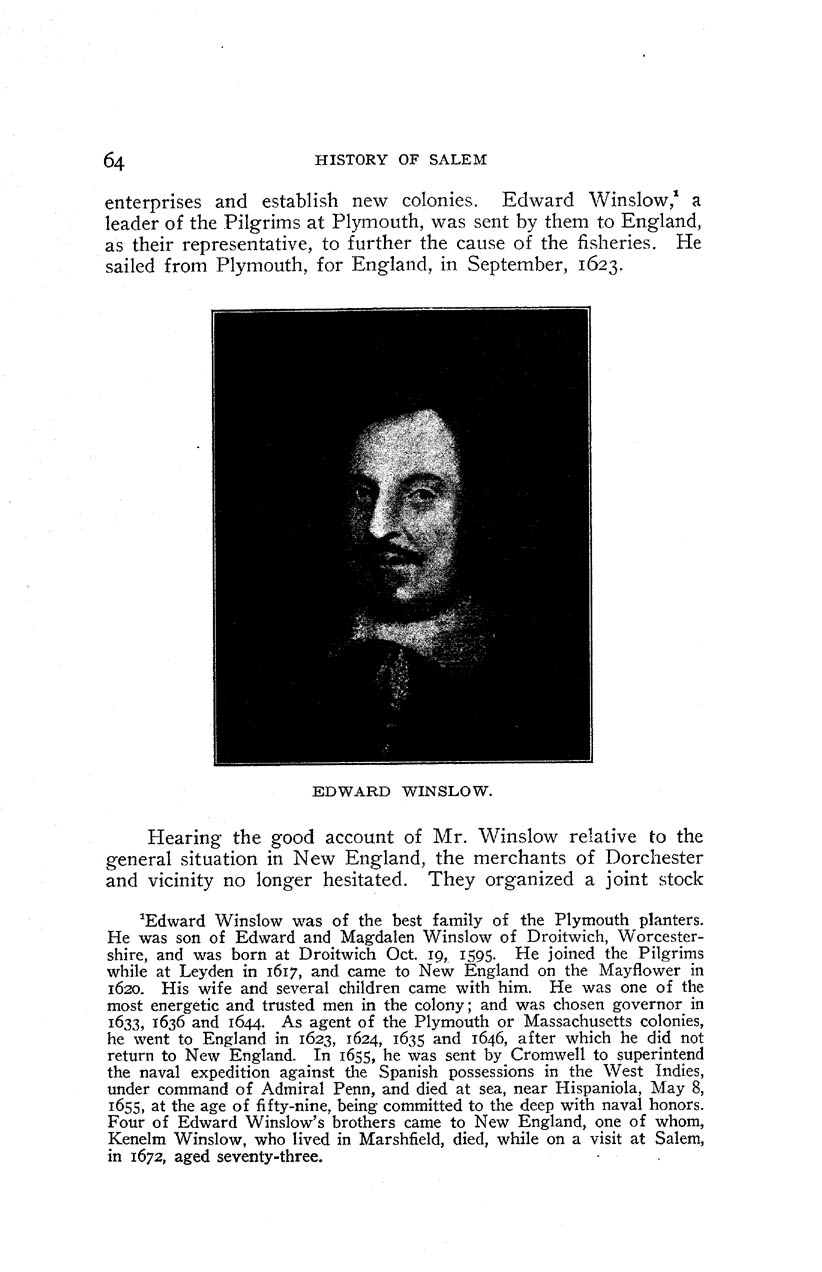 64 HISTORY OF SALEM
enterprises and establish new colonies. Edward Winslow,¹ a
leader of the Pilgrims at Plymouth, was sent by them to England,
as their representative, to further the cause of the fisheries. He
sailed from Plymouth, for England, in September, 1623.
EDWARD WINSLOW.
Hearing the good account of Mr. Winslow relative to the
general situation in New England, the merchants of Dorchester
and vicinity no longer hesitated. They organized a joint stock
¹Edward Winslow was of the best family of the Plymouth planters.
He was son of Edward and Magdalen Winslow of Droitwich, Worcester-
shire, and was born at Droitwich Oct. 19, 1595. He joined the Pilgrims
while at Leyden in 1617, and came to New England on the Mayflower in
1620. His wife and several children came with him. He was one of the
most energetic and trusted men in the colony; and was chosen governor in
1633, 1636 and 1644. As agent of the Plymouth or Massachusetts colonies,
he went to England in 1623, 1624, 1635 and 1646, after which he did not
return to New England. In 1655, he was sent by Cromwell to superintend
the naval expedition against the Spanish possessions in the West Indies,
under command of Admiral Penn, and died at sea, near Hispaniola, May 8,
1655, at the age of fifty-nine, being committed to the deep with naval honors.
Four of Edward Winslow's brothers came to New England, one of whom,
Kenelm Winslow, who lived in Marshfield, died, while on a visit at Salem,
in 1672, aged seventy-three.